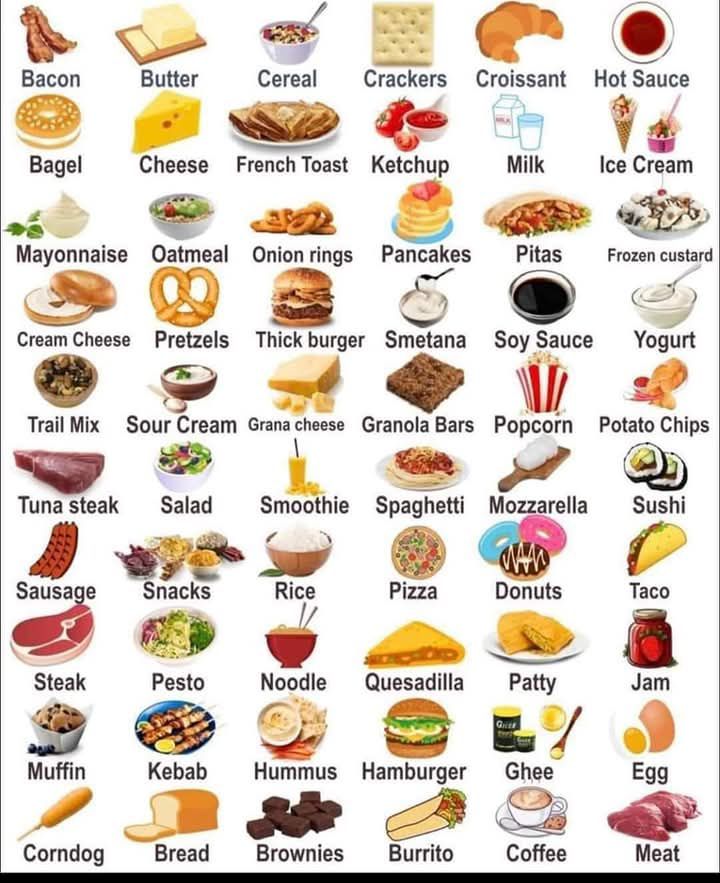 Bacon Butter Cereal Crackers Croissant Hot Sauce
MILK
Bagel Cheese French Toast Ketchup Milk Ice Cream
Mayonnaise Oatmeal Onion rings Pancakes Pitas Frozen custard
Cream Cheese Pretzels Thick burger Smetana Soy Sauce Yogurt
Trail Mix Sour Cream Grana cheese Granola Bars Popcorn Potato Chips
Tuna steak Salad Smoothie Spaghetti Mozzarella Sushi
Sausage Snacks Rice Pizza Donuts Taco
Steak Pesto Noodle Quesadilla Patty Jam
Muffin Kebab Hummus Hamburger Ghee Egg
Corndog Bread Brownies Burrito Coffee Meat